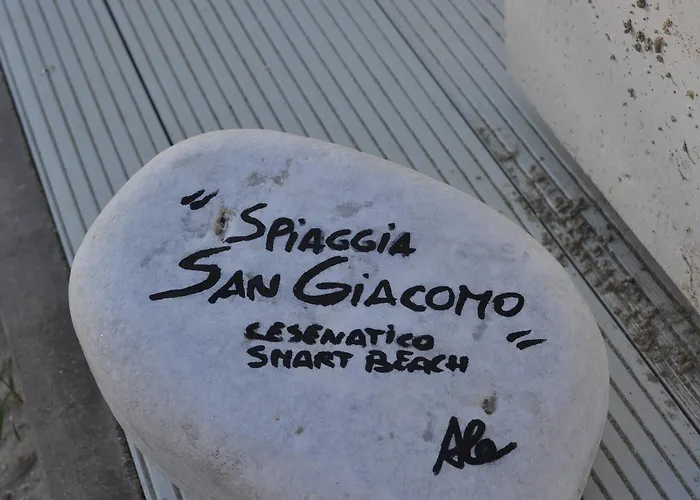 "SPIAGGIA
SAN GIACOMO"
CESENATICO
SMART BEACH
Ale